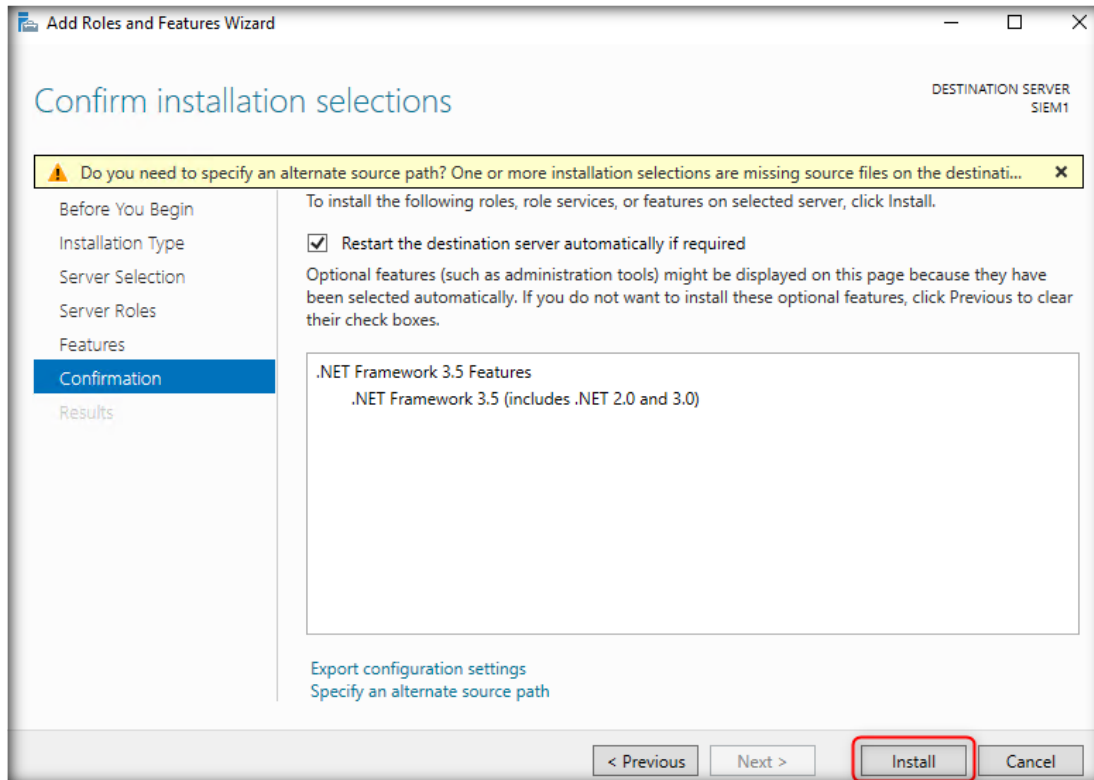 Add Roles and Features Wizard
Confirm installation selections
DESTINATION SERVER
SIEM1
Do you need to specify an alternate source path? One or more installation selections are missing source files on the destinati...
Before You Begin
Installation Type
Server Selection
Server Roles
Features
Confirmation
Results
To install the following roles, role services, or features on selected server, click Install.
Restart the destination server automatically if required
Optional features (such as administration tools) might be displayed on this page because they have
been selected automatically. If you do not want to install these optional features, click Previous to clear
their check boxes.
.NET Framework 3.5 Features
.NET Framework 3.5 (includes .NET 2.0 and 3.0)
Export configuration settings
Specify an alternate source path
< Previous
Next >
Install
Cancel